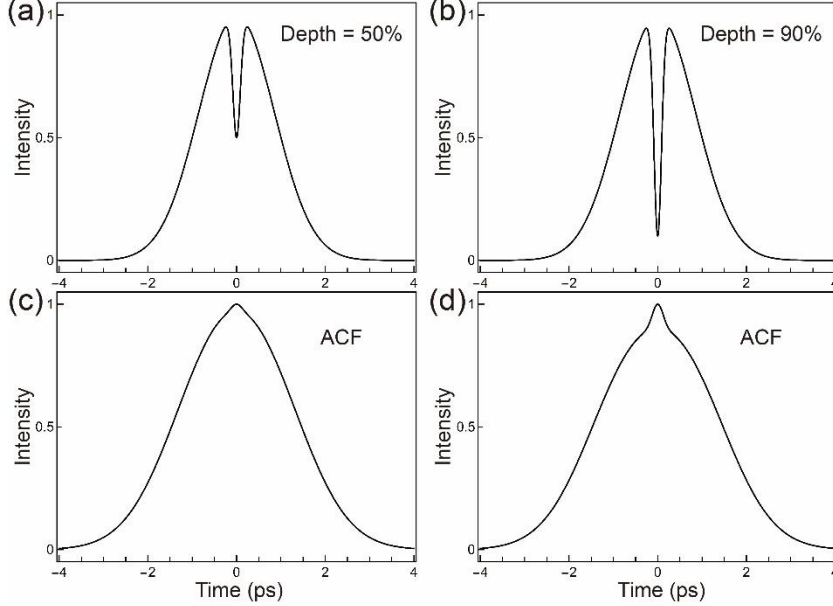 (a)
Depth = 50%
Intensity
1
0.5
0
−4
−2
0
2
4
(b)
Depth = 90%
Intensity
1
0.5
0
−4
−2
0
2
4
(c)
ACF
Intensity
1
0.5
0
−4
−2
0
2
4
Time (ps)
(d)
ACF
Intensity
1
0.5
0
−4
−2
0
2
4
Time (ps)